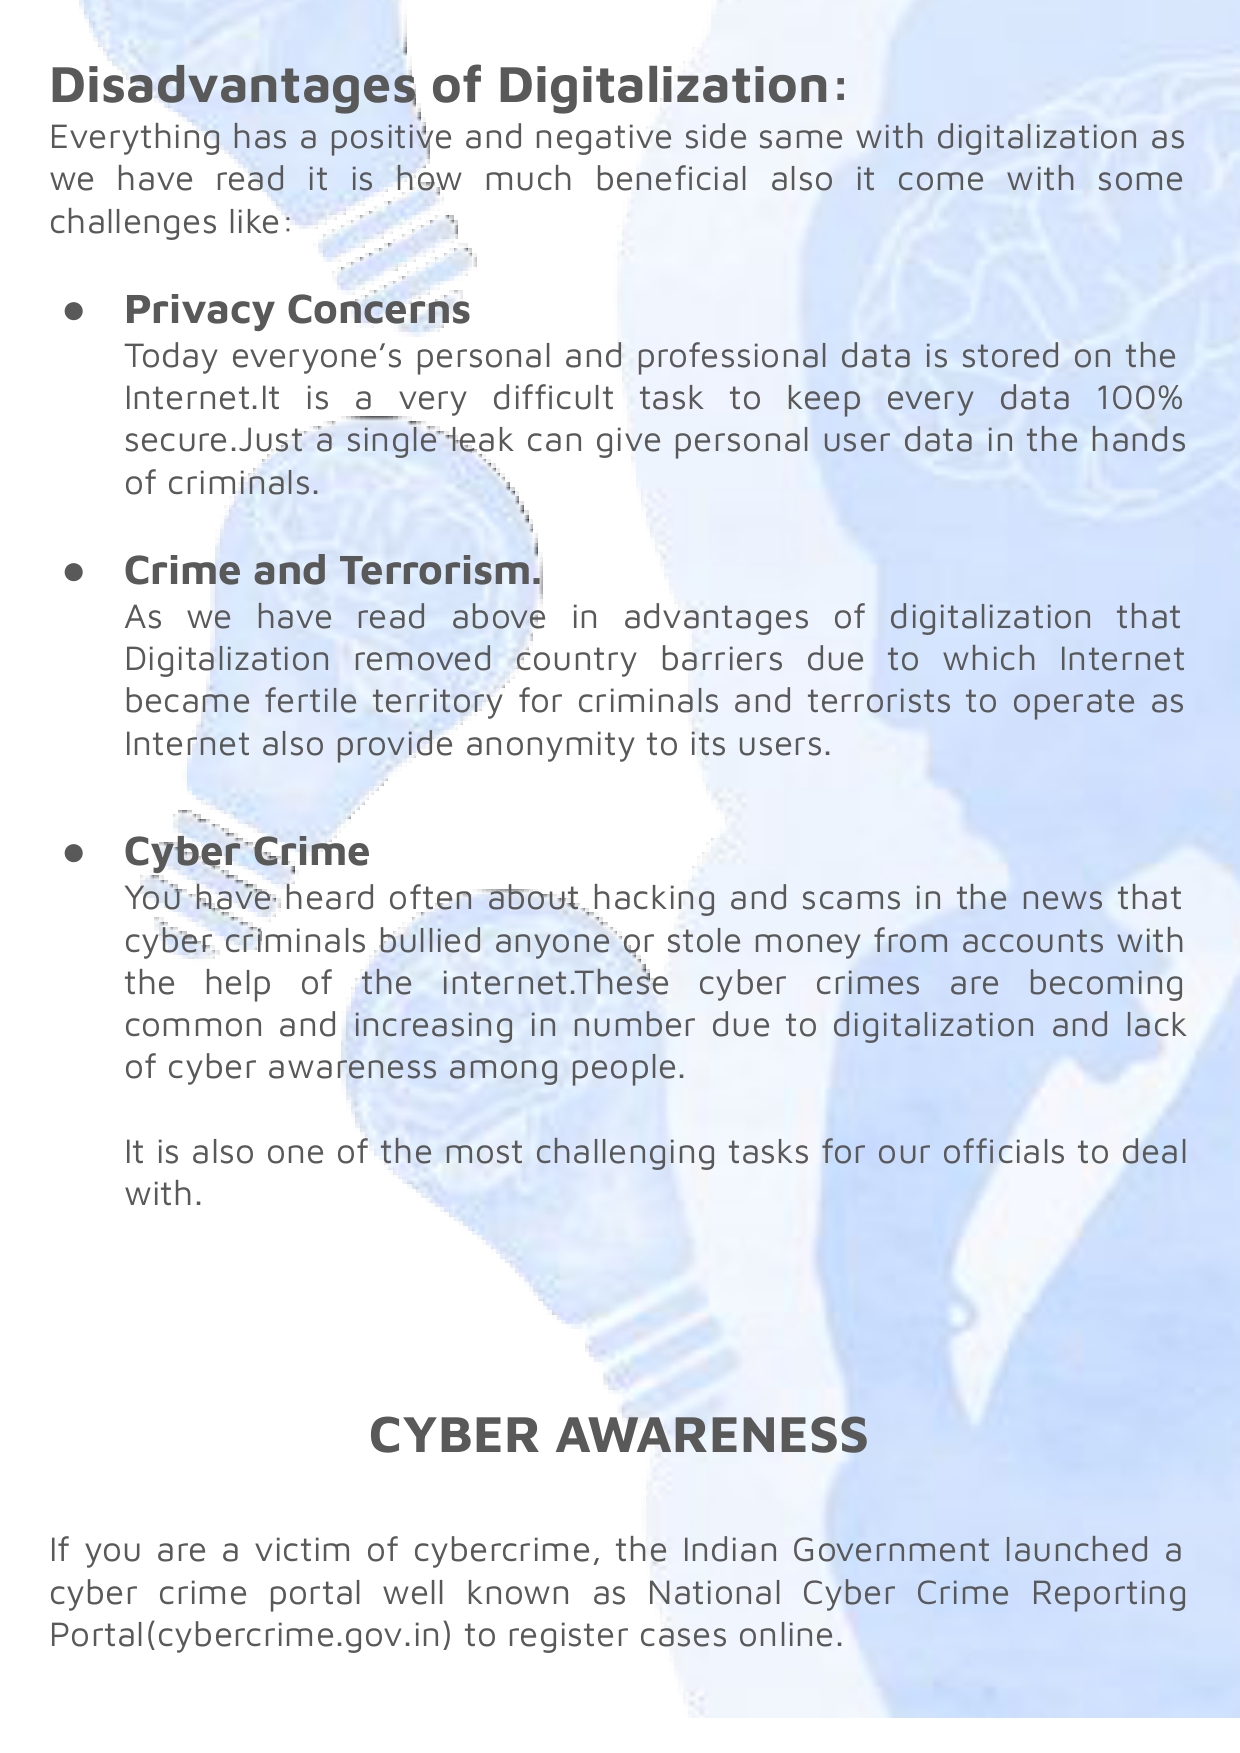 Disadvantages of Digitalization:
Everything has a positive and negative side same with digitalization as
we have read it is how much beneficial also it come with some
challenges like:
● Privacy Concerns
Today everyone’s personal and professional data is stored on the
Internet.It is a very difficult task to keep every data 100%
secure.Just a single leak can give personal user data in the hands
of criminals.
● Crime and Terrorism.
As we have read above in advantages of digitalization that
Digitalization removed country barriers due to which Internet
became fertile territory for criminals and terrorists to operate as
Internet also provide anonymity to its users.
● Cyber Crime
You have heard often about hacking and scams in the news that
cyber criminals bullied anyone or stole money from accounts with
the help of the internet.These cyber crimes are becoming
common and increasing in number due to digitalization and lack
of cyber awareness among people.
It is also one of the most challenging tasks for our officials to deal
with.
CYBER AWARENESS
If you are a victim of cybercrime, the Indian Government launched a
cyber crime portal well known as National Cyber Crime Reporting
Portal(cybercrime.gov.in) to register cases online.